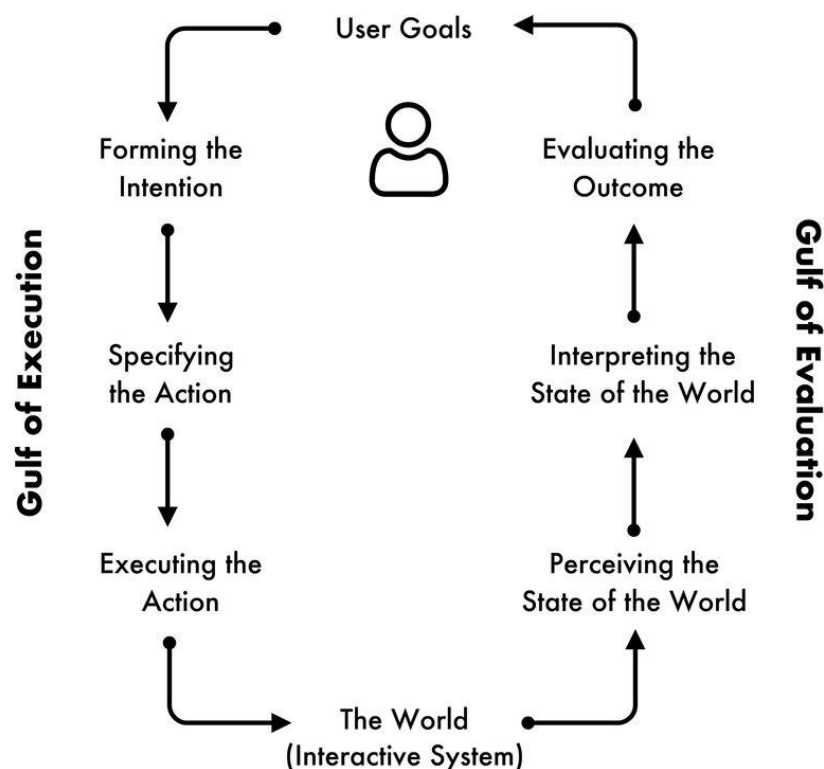 User Goals
Forming the
Intention
Evaluating the
Outcome
Gulf of Execution
Gulf of Evaluation
Specifying
the Action
Interpreting the
State of the World
Executing the
Action
Perceiving the
State of the World
The World
(Interactive System)